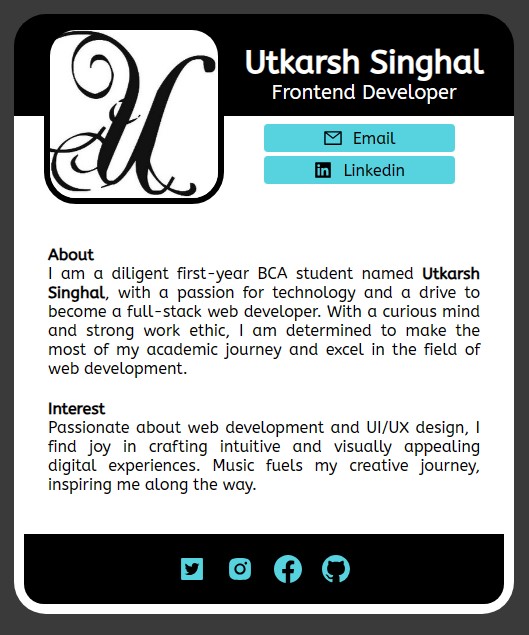 U
Utkarsh Singhal
Frontend Developer
Email
Linkedin
About
I am a diligent first-year BCA student named Utkarsh
Singhal, with a passion for technology and a drive to
become a full-stack web developer. With a curious mind
and strong work ethic, I am determined to make the
most of my academic journey and excel in the field of
web development.
Interest
Passionate about web development and UI/UX design, I
find joy in crafting intuitive and visually appealing
digital experiences. Music fuels my creative journey,
inspiring me along the way.